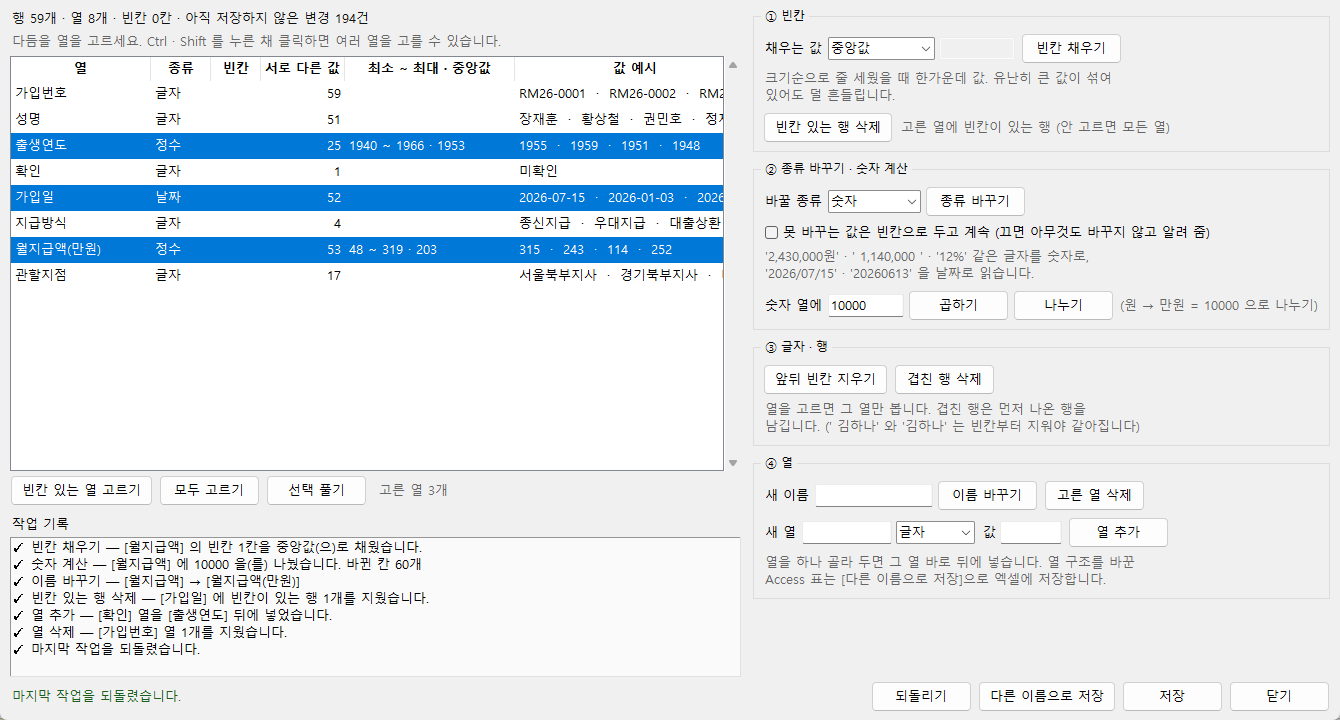 행 59개 · 열 8개 · 빈칸 0칸 · 아직 저장하지 않은 변경 194건
다듬을 열을 고르세요. Ctrl · Shift 를 누른 채 클릭하면 여러 열을 고를 수 있습니다.
열 종류 빈칸 서로 다른 값 최소 ~ 최대 · 중앙값 값 예시
가입번호 글자 59 RM26-0001 · RM26-0002 · RM2
성명 글자 51 장재훈 · 황상철 · 권민호 ·
출생연도 정수 25 1940 ~ 1966 · 1953 1955 · 1959 · 1951 · 1948
확인 글자 1 미확인
가입일 날짜 52 2026-07-15 · 2026-01-03 · 2026
지급방식 글자 4 종신지급 · 우대지급 · 대출상환
월지급액(만원) 정수 53 48 ~ 319 · 203 315 · 243 · 114 · 252
관할지점 글자 17 서울북부지사 · 경기북부지사 ·
빈칸 있는 열 고르기 모두 고르기 선택 풀기 고른 열 3개
작업 기록
✓ 빈칸 채우기 — [월지급액] 의 빈칸 1칸을 중앙값(으)로 채웠습니다.
✓ 숫자 계산 — [월지급액] 에 10000 을(를) 나눴습니다. 바뀐 칸 60개
✓ 이름 바꾸기 — [월지급액] → [월지급액(만원)]
✓ 빈칸 있는 행 삭제 — [가입일] 에 빈칸이 있는 행 1개를 지웠습니다.
✓ 열 추가 — [확인] 열을 [출생연도] 뒤에 넣었습니다.
✓ 열 삭제 — [가입번호] 열 1개를 지웠습니다.
✓ 마지막 작업을 되돌렸습니다.
마지막 작업을 되돌렸습니다.
① 빈칸
채우는 값 중앙값 빈칸 채우기
크기순으로 줄 세웠을 때 한가운데 값. 유난히 큰 값이 섞여
있어도 덜 흔들립니다.
빈칸 있는 행 삭제 고른 열에 빈칸이 있는 행 (안 고르면 모든 열)
② 종류 바꾸기 · 숫자 계산
바꿀 종류 숫자 종류 바꾸기
못 바꾸는 값은 빈칸으로 두고 계속 (끄면 아무것도 바꾸지 않고 알려 줌)
'2,430,000원' · ' 1,140,000 ' · '12%' 같은 글자를 숫자로,
'2026/07/15' · '20260613' 을 날짜로 읽습니다.
숫자 열에 10000 곱하기 나누기 (원 → 만원 = 10000 으로 나누기)
③ 글자 · 행
앞뒤 빈칸 지우기 겹친 행 삭제
열을 고르면 그 열만 봅니다. 겹친 행은 먼저 나온 행을
남깁니다. (' 김하나' 와 '김하나' 는 빈칸부터 지워야 같아집니다)
④ 열
새 이름 이름 바꾸기 고른 열 삭제
새 열 글자 값 열 추가
열을 하나 골라 두면 그 열 바로 뒤에 넣습니다. 열 구조를 바꾼
Access 표는 [다른 이름으로 저장]으로 엑셀에 저장합니다.
되돌리기 다른 이름으로 저장 저장 닫기